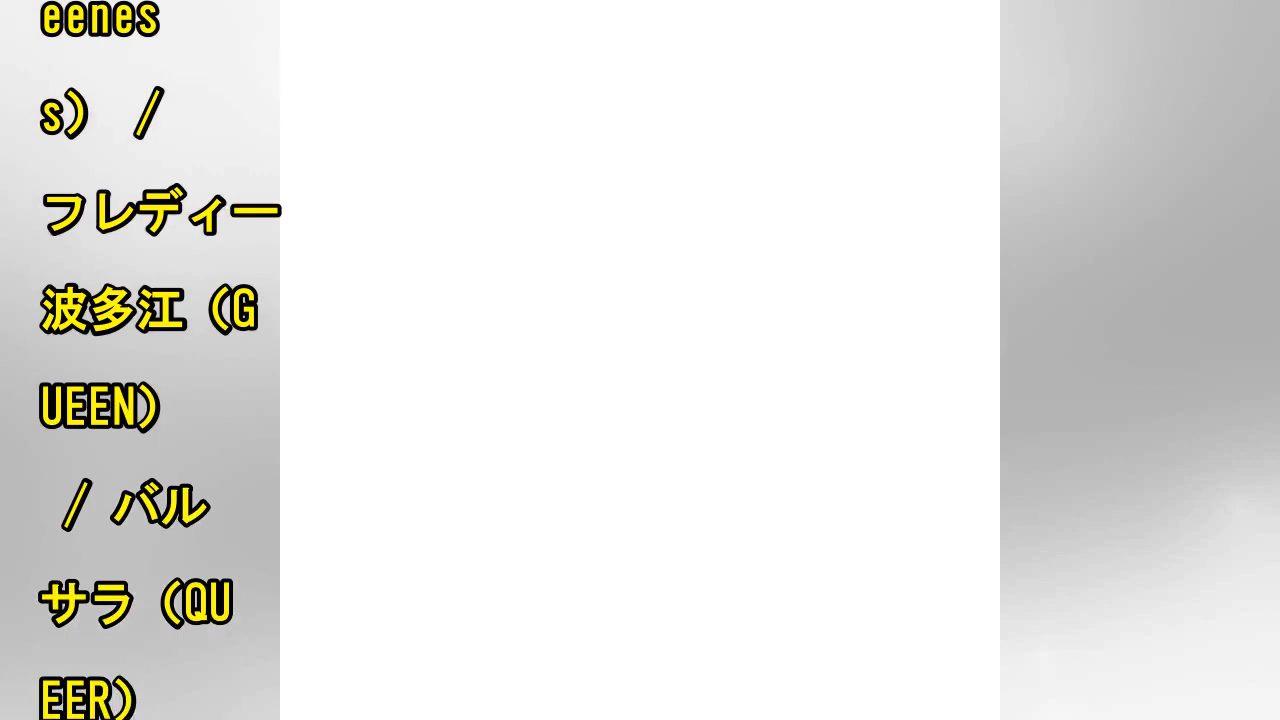 eenes
s) /
フレディー
波多江（G
UEEN）
/ バル
サラ（QU
EER）